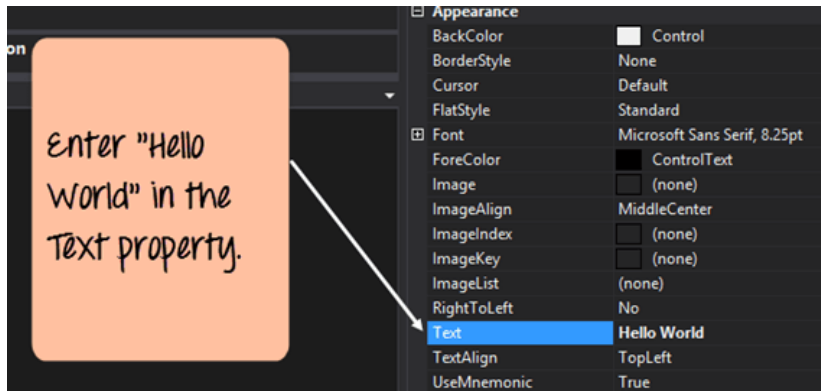 Appearance
BackColor Control
on
BorderStyle None
Cursor Default
FlatStyle Standard
Font Microsoft Sans Serif, 8.25pt
Enter "Hello
World" in the
Text property.
ForeColor ControlText
Image (none)
ImageAlign MiddleCenter
ImageIndex (none)
ImageKey (none)
ImageList (none)
RightToLeft No
Text Hello World
TextAlign TopLeft
UseMnemonic True